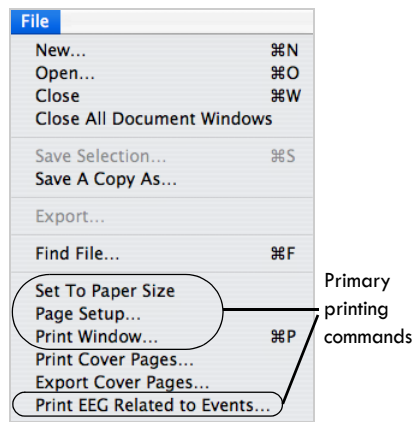 File
New... ⌘N
Open... ⌘O
Close ⌘W
Close All Document Windows
Save Selection... ⌘S
Save A Copy As...
Export...
Find File... ⌘F
Set To Paper Size
Page Setup...
Print Window... ⌘P
Print Cover Pages...
Export Cover Pages...
Print EEG Related to Events...
Primary
printing
commands